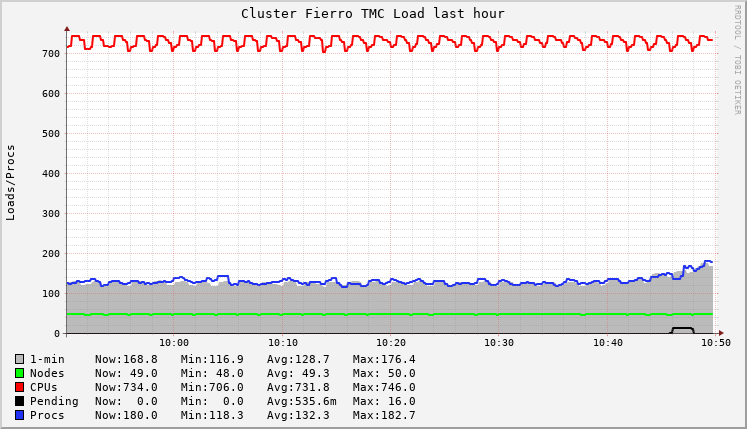 Cluster Fierro TMC Load last hour
RRDTOOL / TOBI OETIKER
Loads/Procs
700
600
500
400
300
200
100
0
10:00 10:10 10:20 10:30 10:40 10:50
1-min Now:168.8 Min:116.9 Avg:128.7 Max:176.4
Nodes Now: 49.0 Min: 48.0 Avg: 49.3 Max: 50.0
CPUs Now:734.0 Min:706.0 Avg:731.8 Max:746.0
Pending Now: 0.0 Min: 0.0 Avg:535.6m Max: 16.0
Procs Now:180.0 Min:118.3 Avg:132.3 Max:182.7